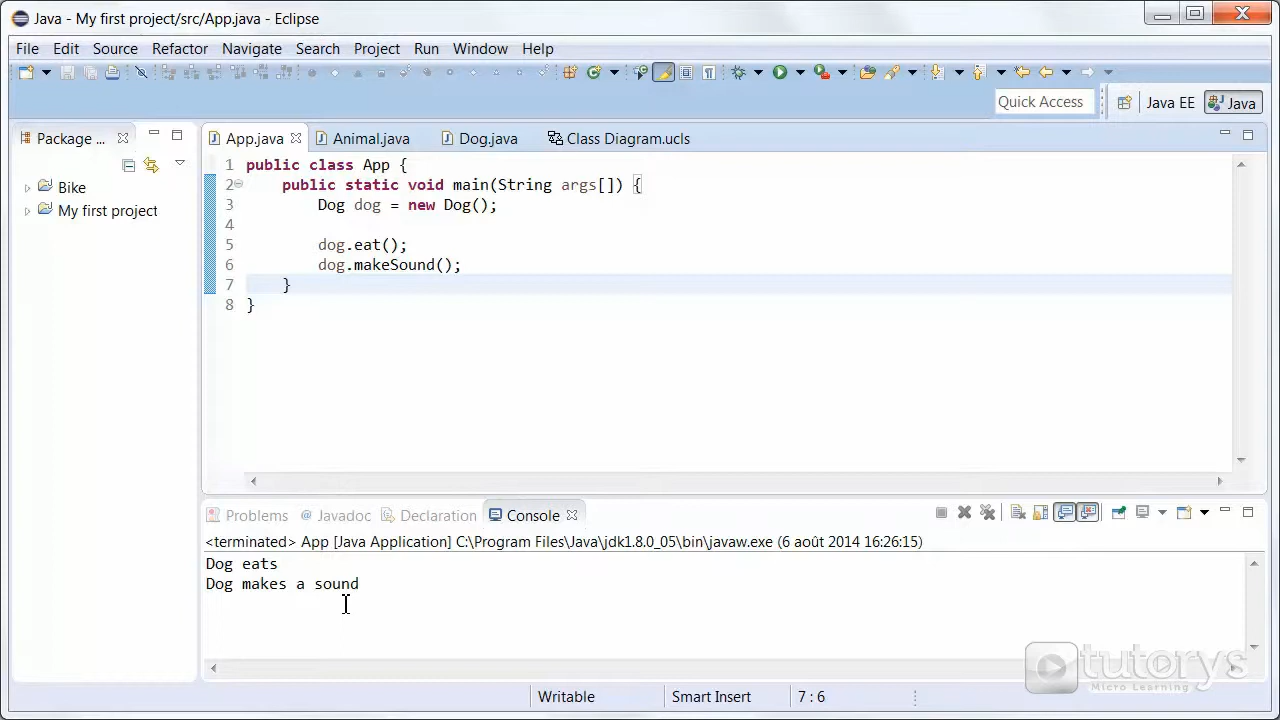 Java - My first project/src/App.java - Eclipse
File Edit Source Refactor Navigate Search Project Run Window Help
Quick Access Java EE Java
Package ... App.java Animal.java Dog.java Class Diagram.ucls
Bike
My first project
1 public class App {
2 public static void main(String args[]) {
3 Dog dog = new Dog();
4
5 dog.eat();
6 dog.makeSound();
7 }
8 }
Problems @ Javadoc Declaration Console
<terminated> App [Java Application] C:\Program Files\Java\jdk1.8.0_05\bin\javaw.exe (6 août 2014 16:26:15)
Dog eats
Dog makes a sound
tutorys
Micro Learning
Writable Smart Insert 7 : 6